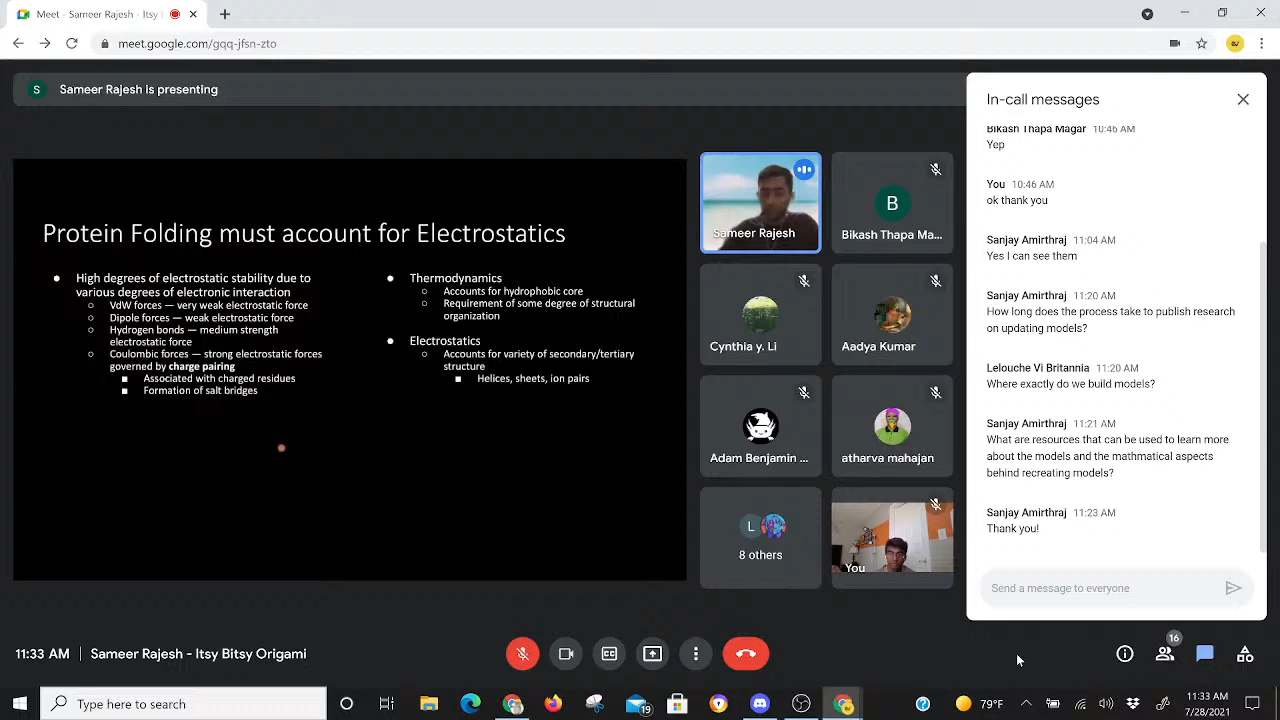 Meet - Sameer Rajesh - Itsy
meet.google.com/gqq-jfsn-zto
S
Sameer Rajesh is presenting
Protein Folding must account for Electrostatics
High degrees of electrostatic stability due to
various degrees of electronic interaction
VdW forces — very weak electrostatic force
Dipole forces — weak electrostatic force
Hydrogen bonds — medium strength
electrostatic force
Coulombic forces — strong electrostatic forces
governed by charge pairing
Associated with charged residues
Formation of salt bridges
Thermodynamics
Accounts for hydrophobic core
Requirement of some degree of structural
organization
Electrostatics
Accounts for variety of secondary/tertiary
structure
Helices, sheets, ion pairs
Sameer Rajesh
B
Bikash Thapa Ma...
Cynthia y. Li
Aadya Kumar
Adam Benjamin ...
atharva mahajan
L
8 others
You
In-call messages
Bikash Thapa Magar 10:46 AM
Yep
You 10:46 AM
ok thank you
Sanjay Amirthraj 11:04 AM
Yes I can see them
Sanjay Amirthraj 11:20 AM
How long does the process take to publish research
on updating models?
Lelouche Vi Britannia 11:20 AM
Where exactly do we build models?
Sanjay Amirthraj 11:21 AM
What are resources that can be used to learn more
about the models and the mathmatical aspects
behind recreating models?
Sanjay Amirthraj 11:23 AM
Thank you!
Send a message to everyone
11:33 AM | Sameer Rajesh - Itsy Bitsy Origami
16
Type here to search
19
79°F
11:33 AM
7/28/2021